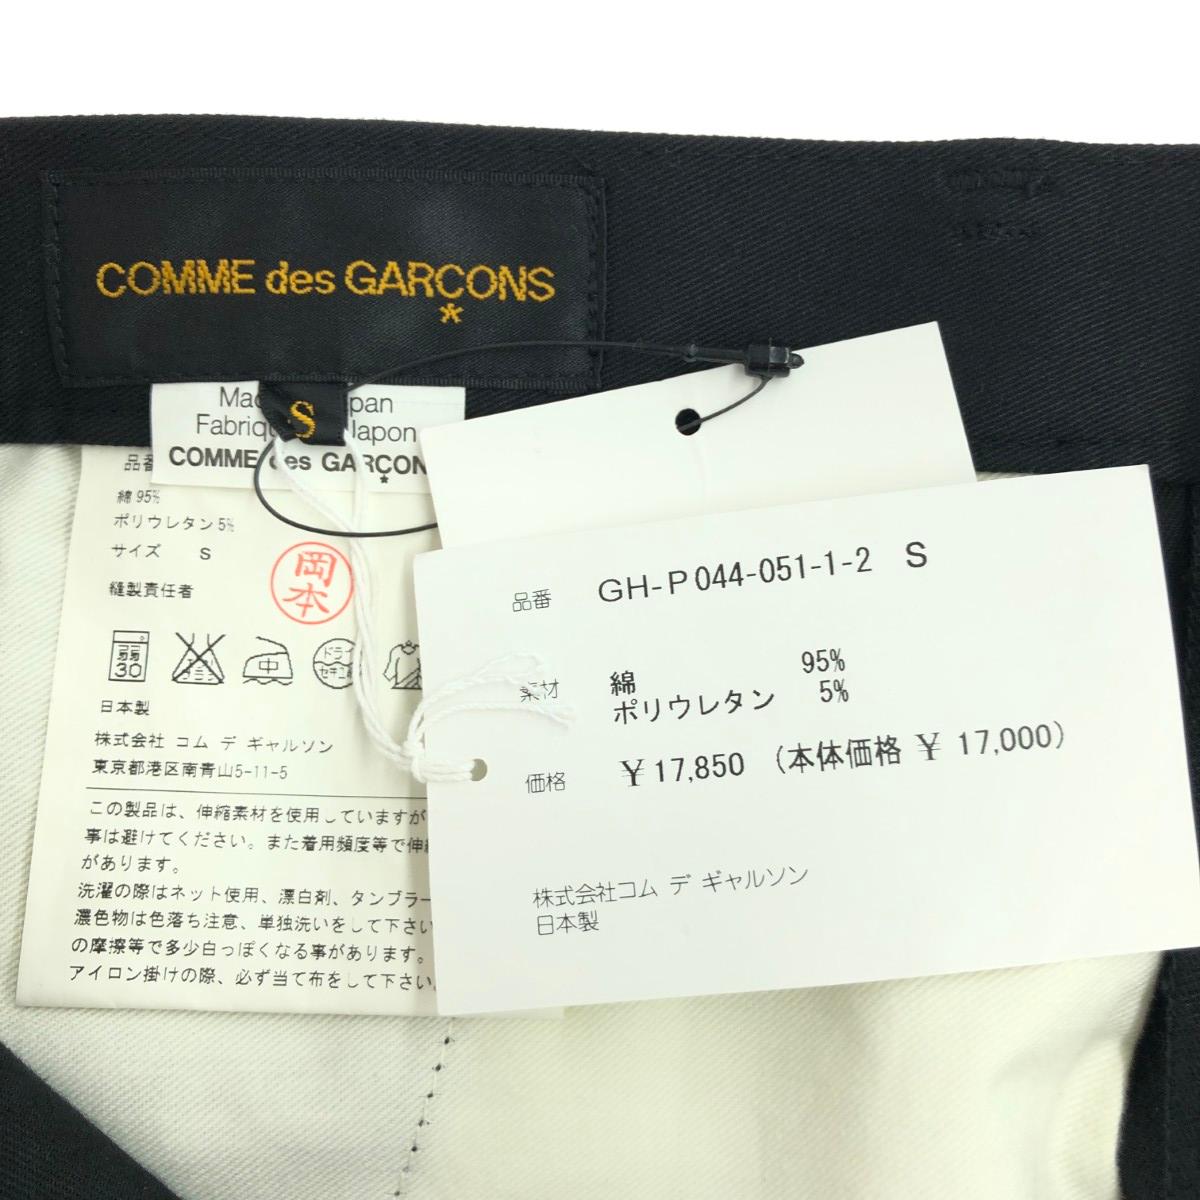 COMME des GARÇONS
*
S
COMME des GARÇON
*
綿 95%
ポリウレタン 5%
サイズ S
縫製責任者
岡本
弱
30
中
ドライ
日本製
株式会社 コム デ ギャルソン
東京都港区南青山5-11-5
この製品は、伸縮素材を使用していますが
事は避けてください。また着用頻度等で伸縮
があります。
洗濯の際はネット使用、漂白剤、タンブラー
濃色物は色落ち注意、単独洗いをして下さい
の摩擦等で多少白っぽくなる事があります。
アイロン掛けの際、必ず当て布をして下さい。
品番 GH-P044-051-1-2 S
素材 綿 95%
ポリウレタン 5%
価格 ￥17,850 (本体価格 ￥ 17,000)
株式会社コム デ ギャルソン
日本製